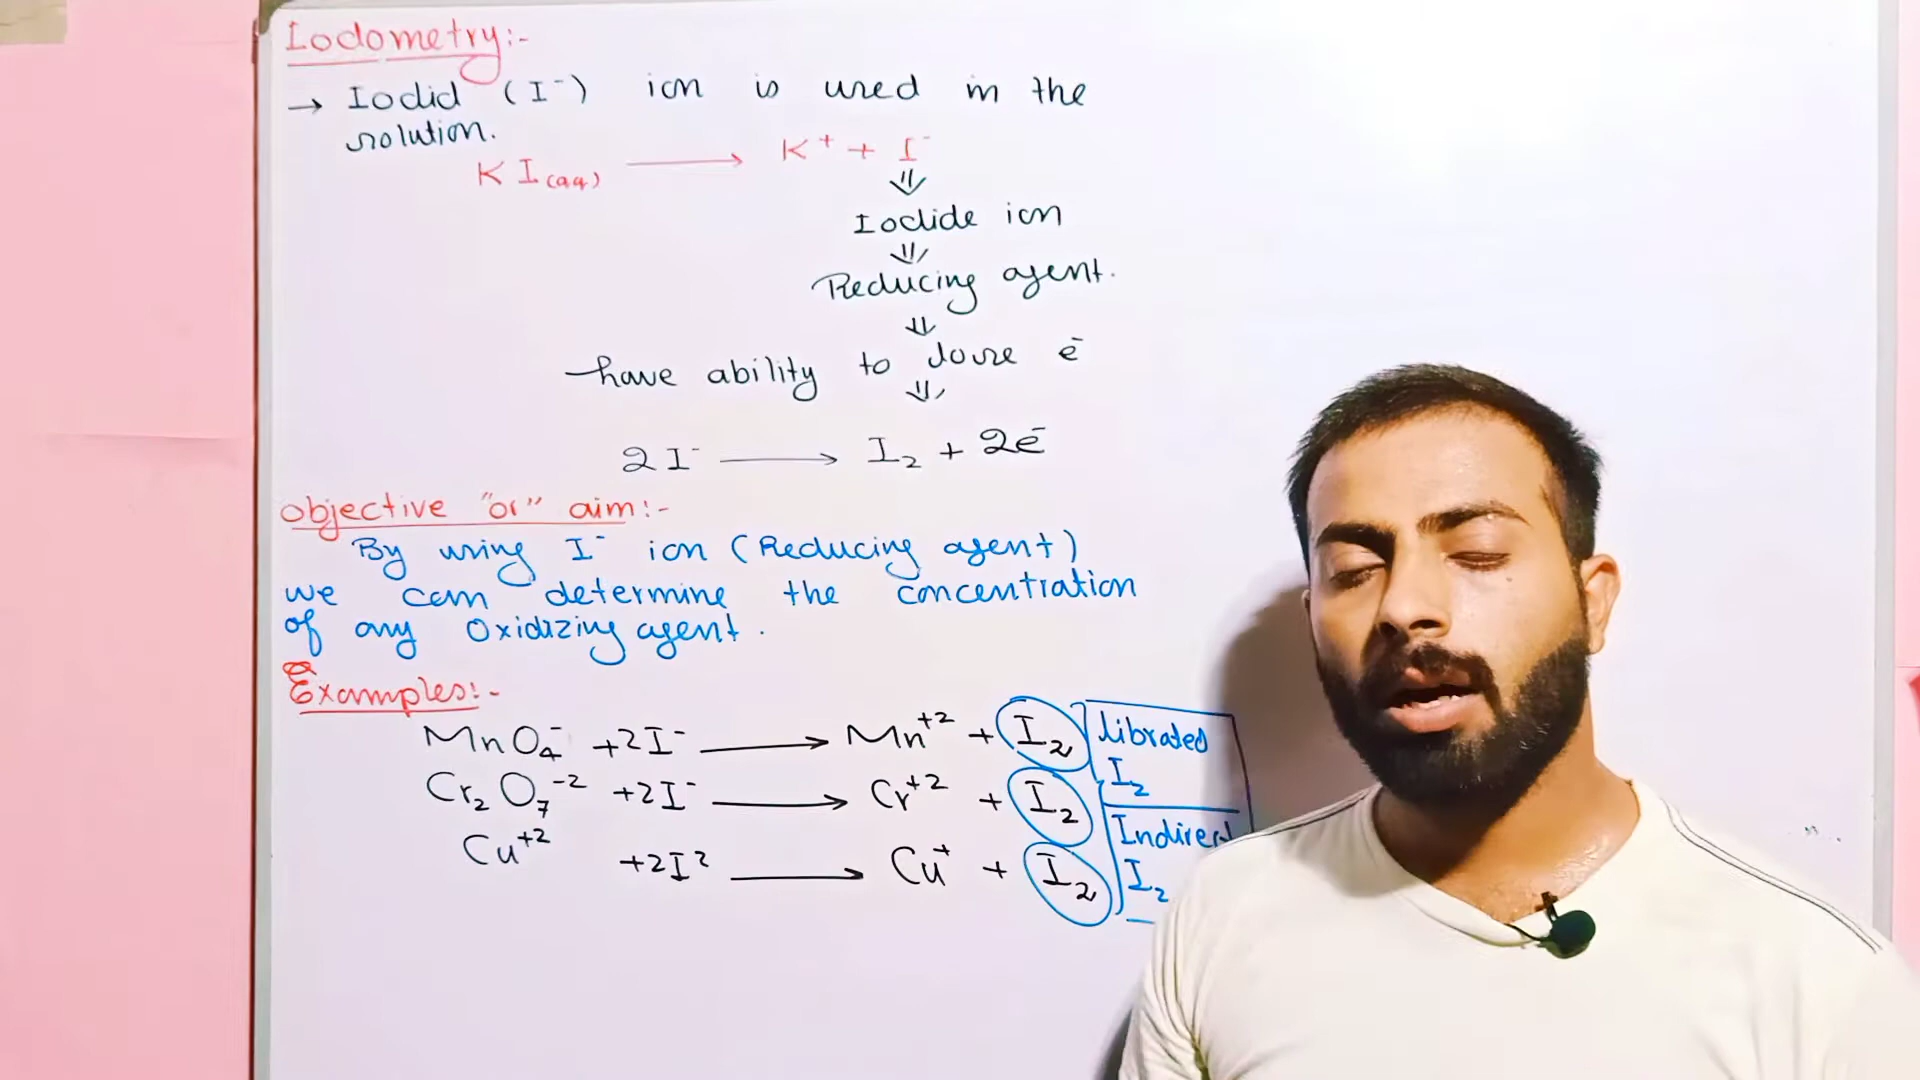 Iodometry:-
→ Iodid (I⁻) ion is used in the
solution.
KI(aq) ⟶ K⁺ + I⁻
⇓
Iodide ion
⇓
Reducing agent.
⇓
have ability to loose e⁻
⇓
2I⁻ ⟶ I₂ + 2e⁻
objective "or" aim:-
By using I⁻ ion (Reducing agent)
we can determine the concentration
of any Oxidizing agent.
Examples:-
MnO₄⁻ +2I⁻ ⟶ Mn⁺² + I₂
Cr₂O₇⁻² +2I⁻ ⟶ Cr⁺² + I₂
Cu⁺² +2I² ⟶ Cu⁺ + I₂
librated
I₂
Indirect
I₂